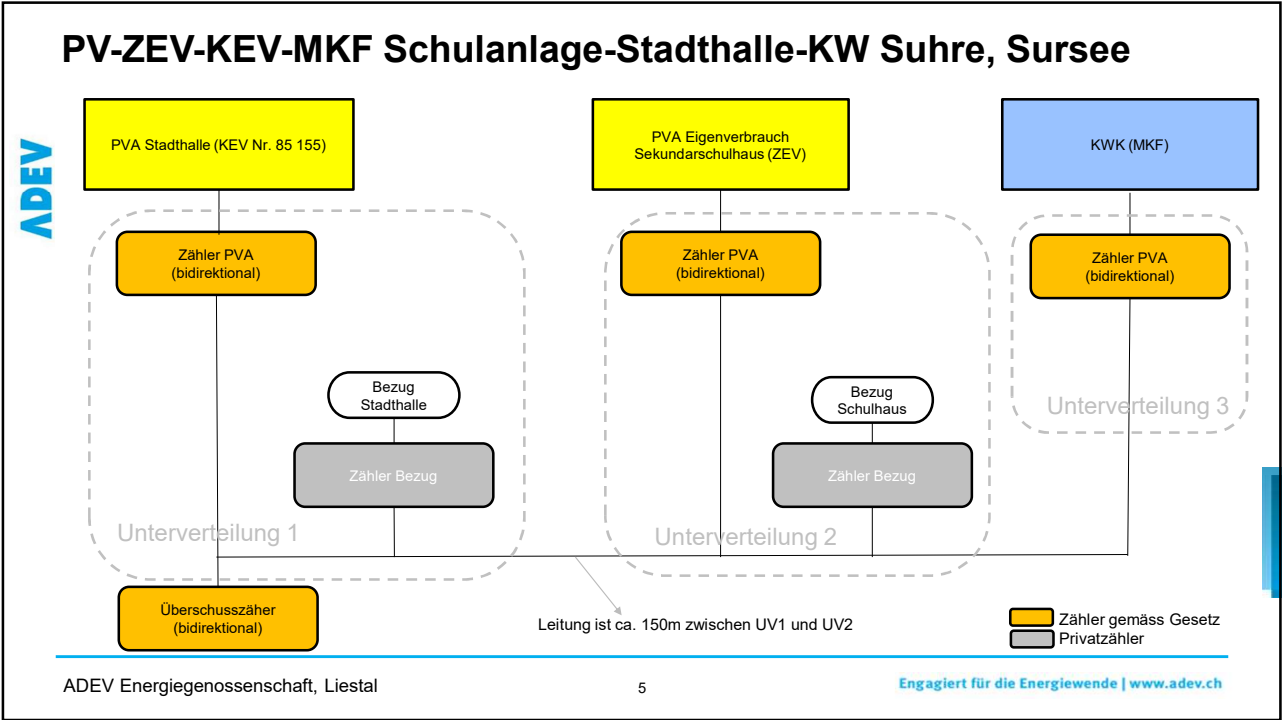 PV-ZEV-KEV-MKF Schulanlage-Stadthalle-KW Suhre, Sursee
ADEV
PVA Stadthalle (KEV Nr. 85 155)
PVA Eigenverbrauch
Sekundarschulhaus (ZEV)
KWK (MKF)
Zähler PVA
(bidirektional)
Zähler PVA
(bidirektional)
Zähler PVA
(bidirektional)
Bezug
Stadthalle
Bezug
Schulhaus
Unterverteilung 3
Zähler Bezug
Zähler Bezug
Unterverteilung 1
Unterverteilung 2
Überschusszäher
(bidirektional)
Leitung ist ca. 150m zwischen UV1 und UV2
Zähler gemäss Gesetz
Privatzähler
ADEV Energiegenossenschaft, Liestal
5
Engagiert für die Energiewende | www.adev.ch